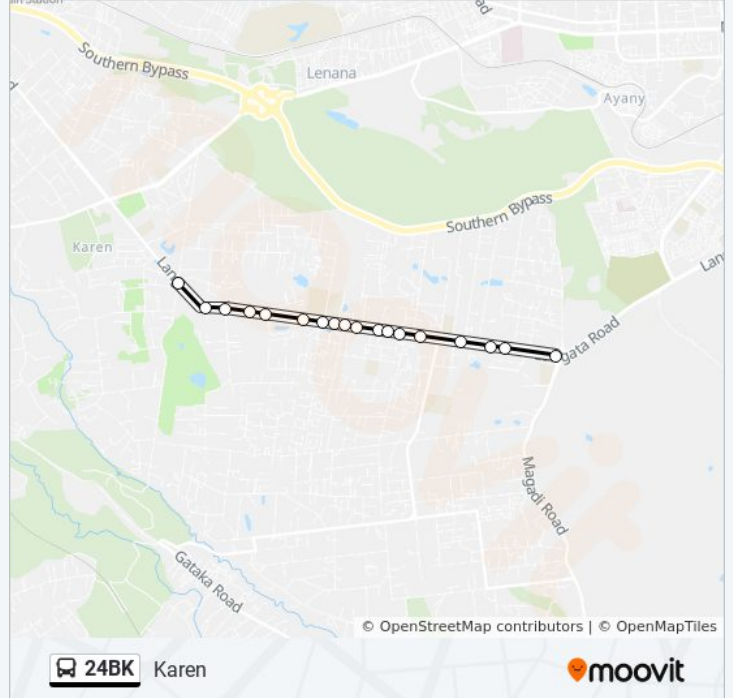 Southern Bypass
Lenana
Ayany
Southern Bypass
Karen
Lan
Lan
gata Road
Magadi Road
Gataka Road
© OpenStreetMap contributors | © OpenMapTiles
24BK Karen
moovit